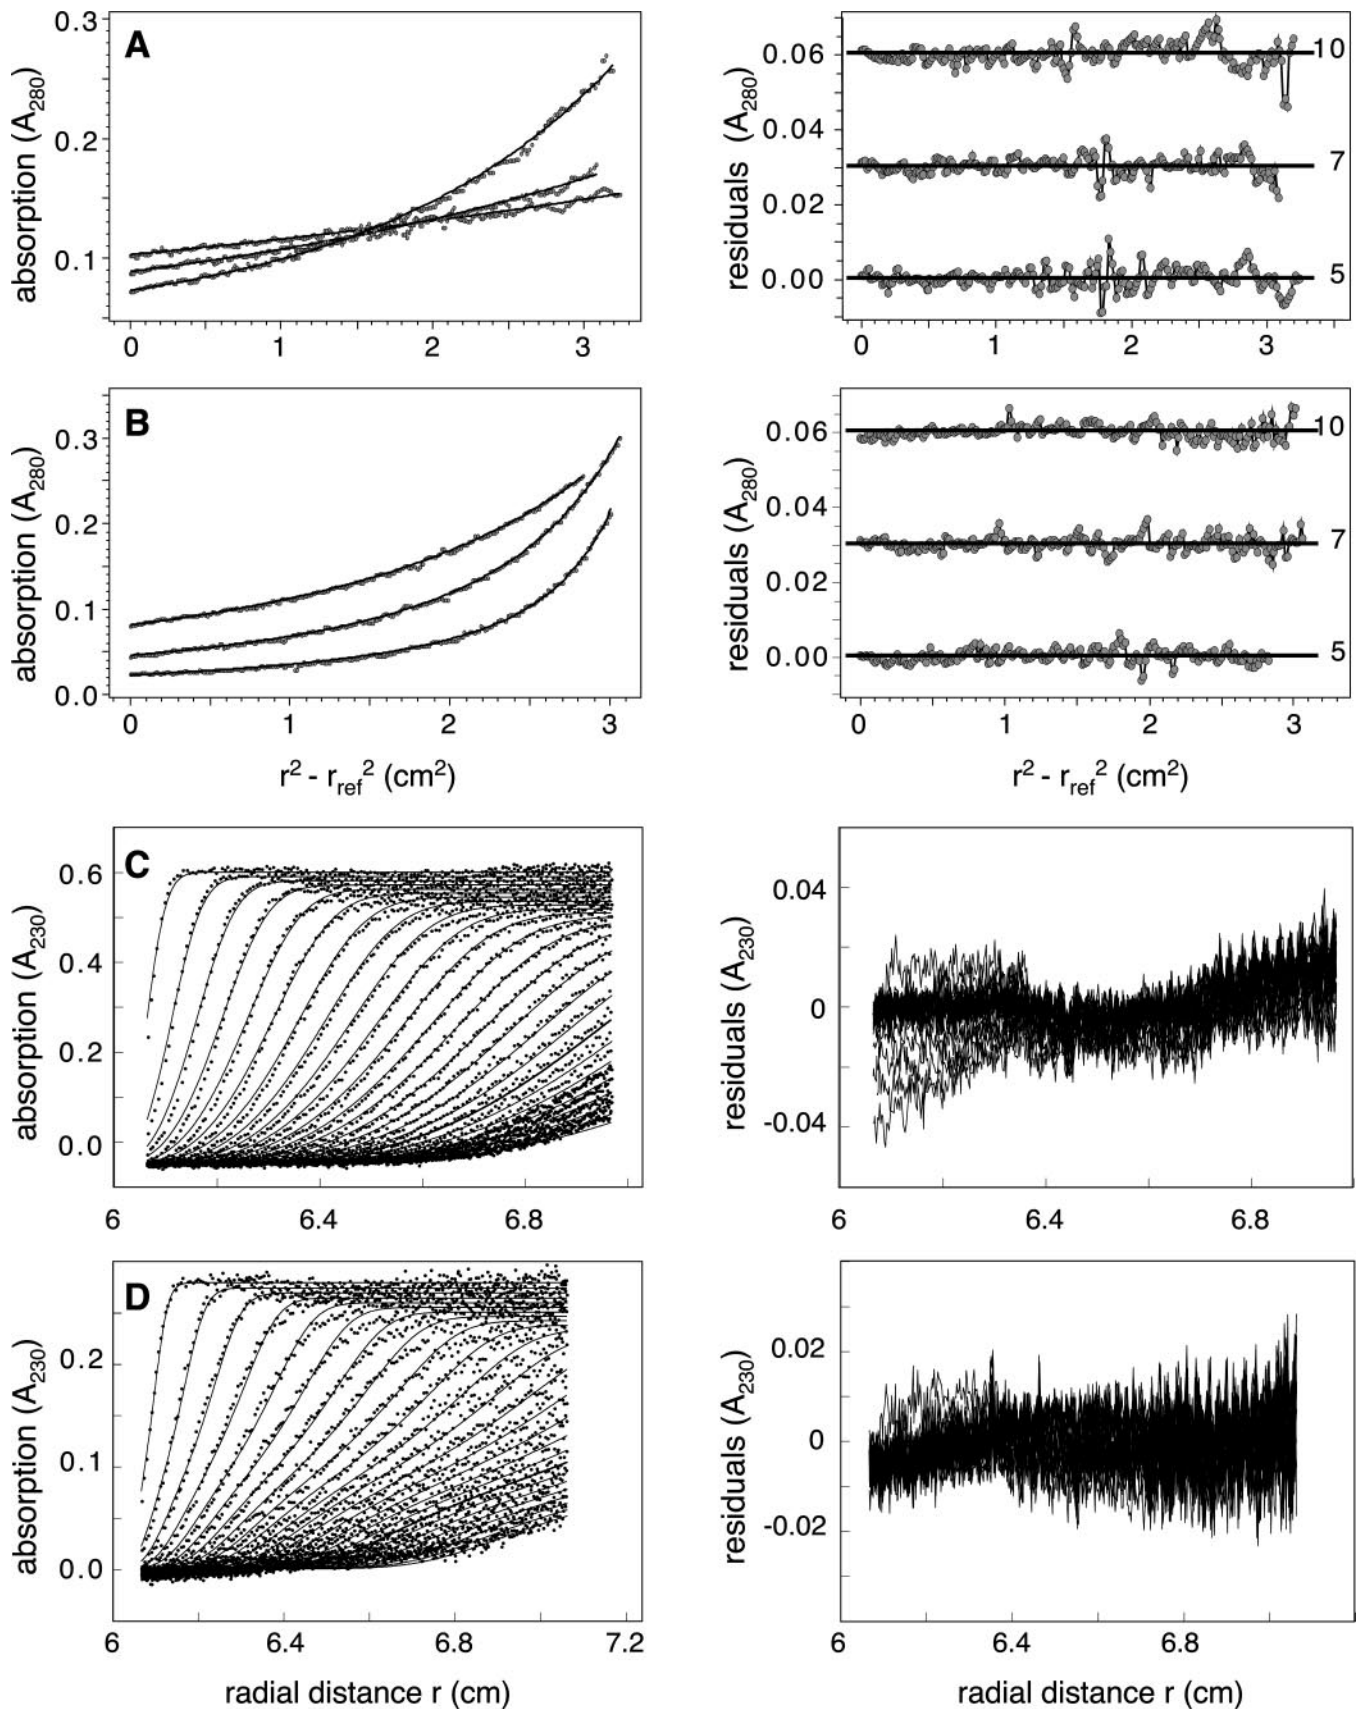 A
absorption (A280)
0.3
0.2
0.1
0 1 2 3
residuals (A280)
0.06
0.04
0.02
0.00
10
7
5
0 1 2 3
B
absorption (A280)
0.3
0.2
0.1
0.0
0 1 2 3
r² - rref² (cm²)
residuals (A280)
0.06
0.04
0.02
0.00
10
7
5
0 1 2 3
r² - rref² (cm²)
C
absorption (A230)
0.6
0.4
0.2
0.0
6 6.4 6.8
residuals (A230)
0.04
0
-0.04
6 6.4 6.8
D
absorption (A230)
0.2
0.1
0.0
6 6.4 6.8 7.2
radial distance r (cm)
residuals (A230)
0.02
0
-0.02
6 6.4 6.8
radial distance r (cm)